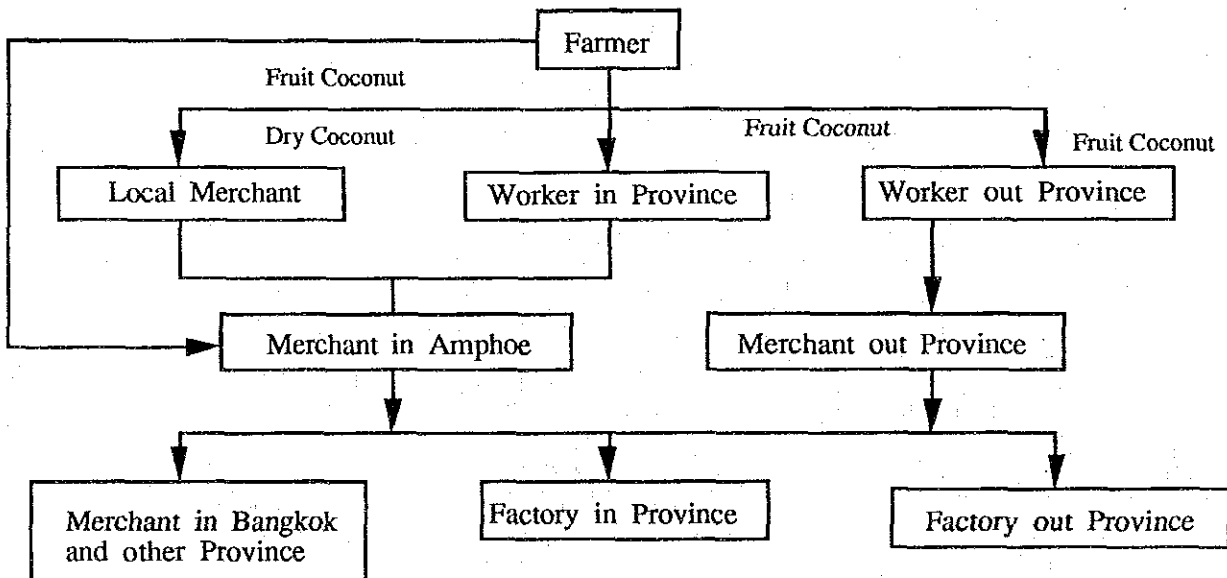 Farmer
Fruit Coconut
Dry Coconut
Fruit Coconut
Fruit Coconut
Local Merchant
Worker in Province
Worker out Province
Merchant in Amphoe
Merchant out Province
Merchant in Bangkok
and other Province
Factory in Province
Factory out Province